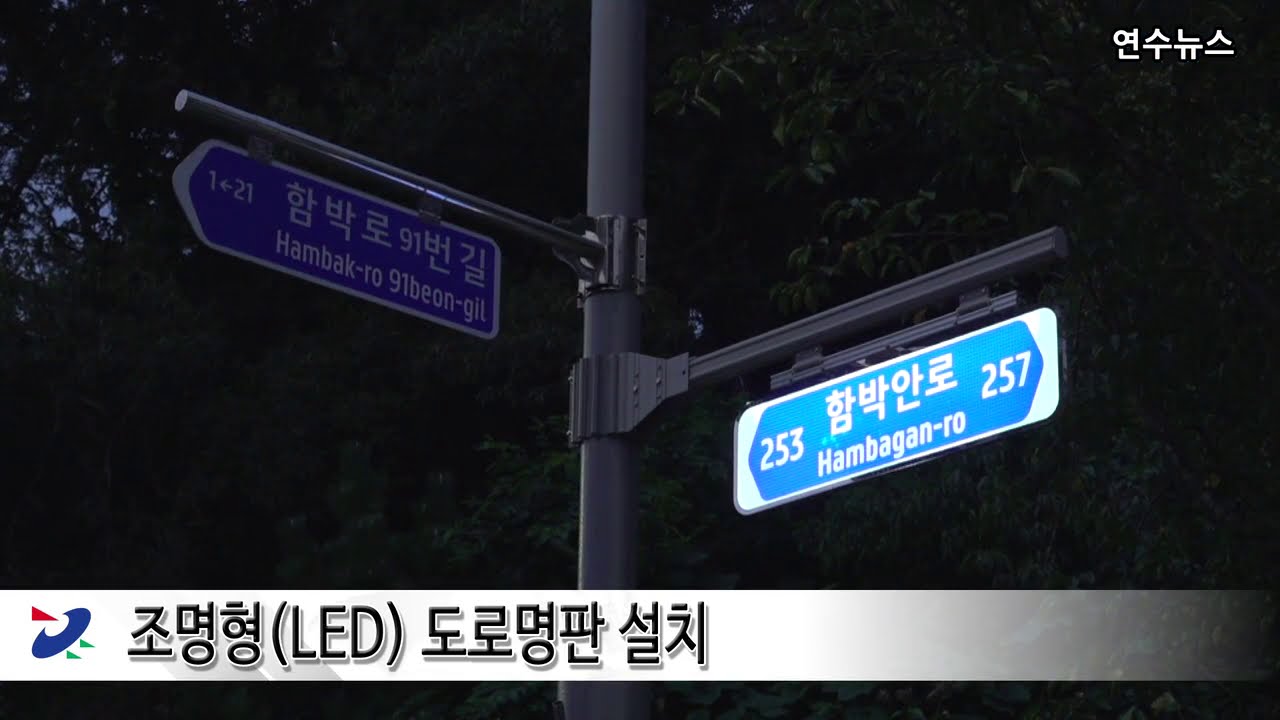 연수뉴스
1←21 함박로 91번길
Hambak-ro 91beon-gil
253 함박안로 257
Hambagan-ro
조명형(LED) 도로명판 설치